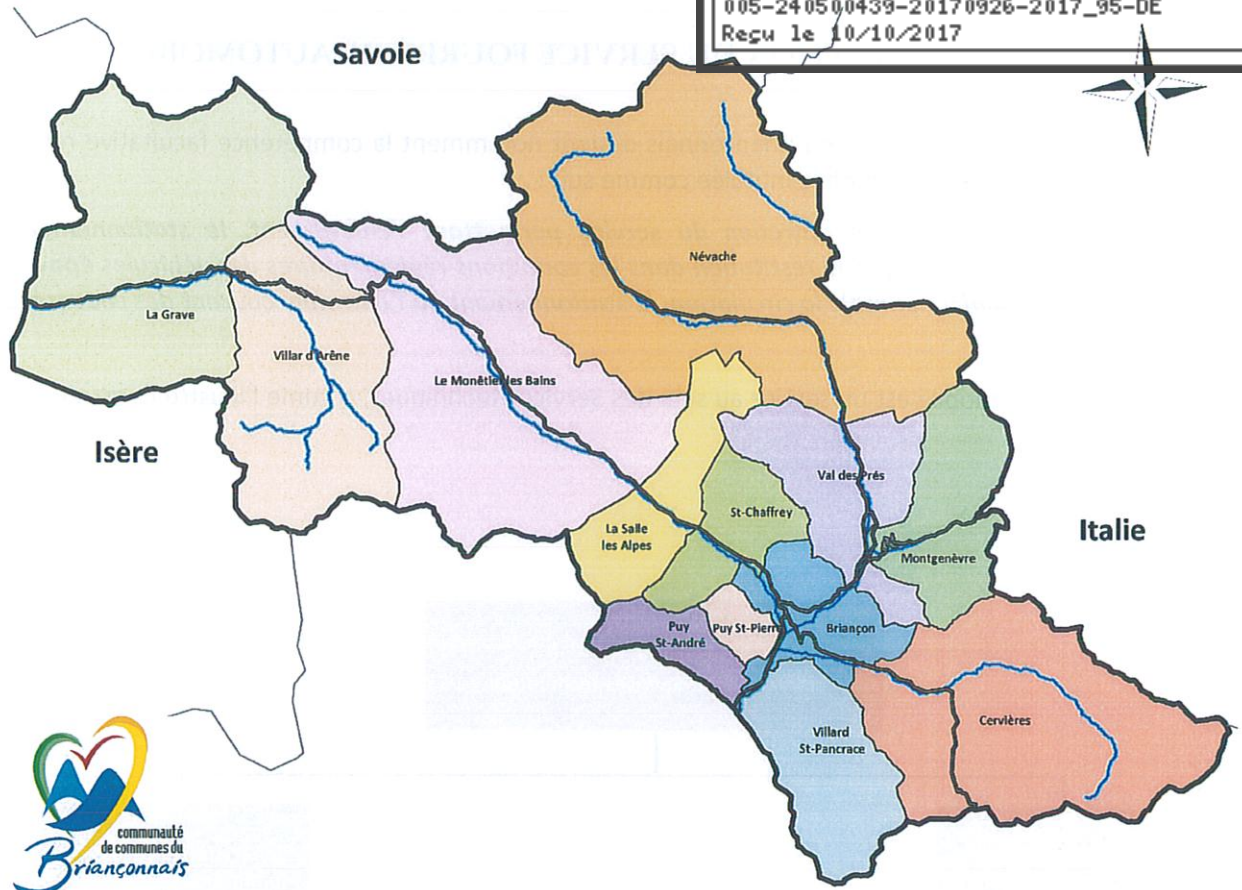 005-240500439-20170926-2017_95-DE
Reçu le 10/10/2017
Savoie
Névache
La Grave
Villar d'Arêne
Le Monêtier les Bains
Isère
Val des Prés
St-Chaffrey
La Salle
les Alpes
Italie
Montgenèvre
Puy
St-André
Puy St-Pierre
Briançon
Cervières
Villard
St-Pancrace
communauté
de communes du
Briançonnais